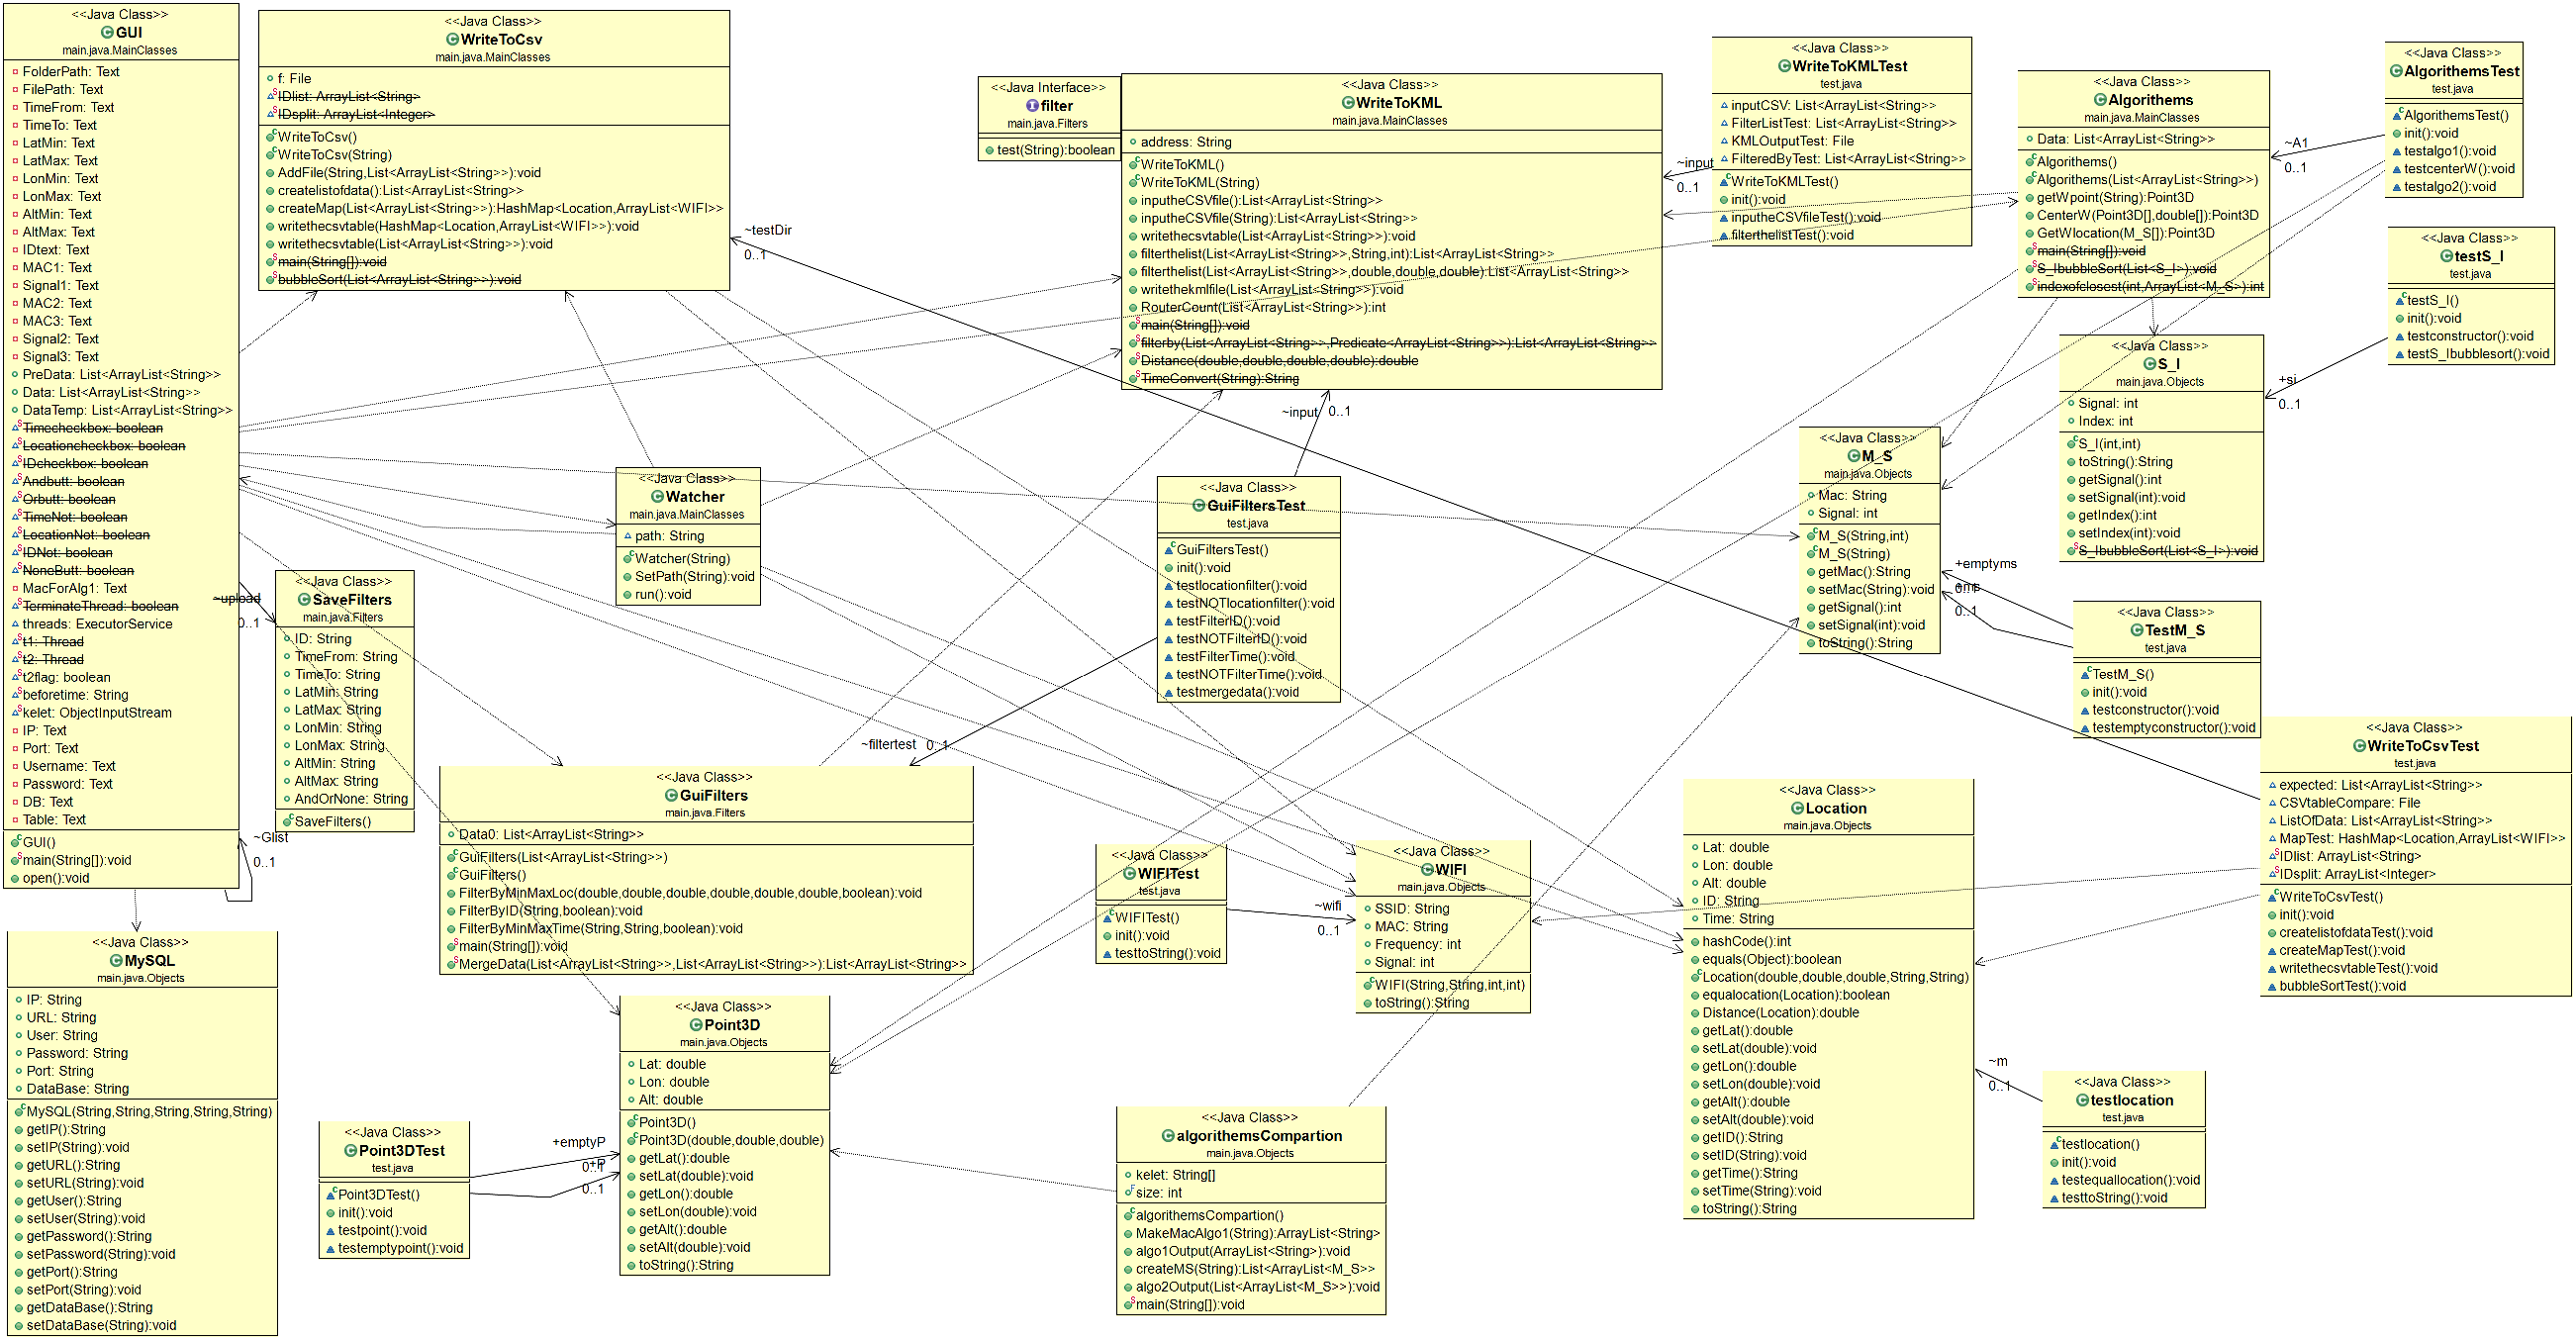 <<Java Class>>
GUI
main.java.MainClasses
FolderPath: Text
FilePath: Text
TimeFrom: Text
TimeTo: Text
LatMin: Text
LatMax: Text
LonMin: Text
LonMax: Text
AltMin: Text
AltMax: Text
IDtext: Text
MAC1: Text
Signal1: Text
MAC2: Text
MAC3: Text
Signal2: Text
Signal3: Text
PreData: List<ArrayList<String>>
Data: List<ArrayList<String>>
DataTemp: List<ArrayList<String>>
Timecheckbox: boolean
Locationcheckbox: boolean
IDcheckbox: boolean
Andbutt: boolean
Orbutt: boolean
TimeNot: boolean
LocationNot: boolean
IDNot: boolean
NoneButt: boolean
MacForAlg1: Text
TerminateThread: boolean
threads: ExecutorService
t1: Thread
t2: Thread
t2flag: boolean
beforetime: String
kelet: ObjectInputStream
IP: Text
Port: Text
Username: Text
Password: Text
DB: Text
Table: Text
GUI()
main(String[]):void
open():void
~upload
0..1
~Glist
0..1
<<Java Class>>
WriteToCsv
main.java.MainClasses
f: File
IDlist: ArrayList<String>
IDsplit: ArrayList<Integer>
WriteToCsv()
WriteToCsv(String)
AddFile(String,List<ArrayList<String>>):void
createlistofdata():List<ArrayList<String>>
createMap(List<ArrayList<String>>):HashMap<Location,ArrayList<WIFI>>
writethecsvtable(HashMap<Location,ArrayList<WIFI>>):void
writethecsvtable(List<ArrayList<String>>):void
main(String[]):void
bubbleSort(List<ArrayList<String>>):void
~testDir
0..1
<<Java Interface>>
filter
main.java.Filters
test(String):boolean
<<Java Class>>
WriteToKML
main.java.MainClasses
address: String
WriteToKML()
WriteToKML(String)
inputheCSVfile():List<ArrayList<String>>
inputheCSVfile(String):List<ArrayList<String>>
writethecsvtable(List<ArrayList<String>>):void
filterthelist(List<ArrayList<String>>,String,int):List<ArrayList<String>>
filterthelist(List<ArrayList<String>>,double,double,double):List<ArrayList<String>>
writethekmlfile(List<ArrayList<String>>):void
RouterCount(List<ArrayList<String>>):int
main(String[]):void
filterby(List<ArrayList<String>>,Predicate<ArrayList<String>>):List<ArrayList<String>>
Distance(double,double,double,double):double
TimeConvert(String):String
~input
0..1
<<Java Class>>
WriteToKMLTest
test.java
inputCSV: List<ArrayList<String>>
FilterListTest: List<ArrayList<String>>
KMLOutputTest: File
FilteredByTest: List<ArrayList<String>>
WriteToKMLTest()
init():void
inputheCSVfileTest():void
filterthelistTest():void
~input
0..1
<<Java Class>>
Algorithems
main.java.MainClasses
Data: List<ArrayList<String>>
Algorithems()
Algorithems(List<ArrayList<String>>)
getWpoint(String):Point3D
CenterW(Point3D[],double[]):Point3D
GetWlocation(M_S[]):Point3D
main(String[]):void
S_IbubbleSort(List<S_I>):void
indexofclosest(int,ArrayList<M_S>):int
~A1
0..1
<<Java Class>>
AlgorithemsTest
test.java
AlgorithemsTest()
init():void
testalgo1():void
testcenterW():void
testalgo2():void
<<Java Class>>
testS_I
test.java
testS_I()
init():void
testconstructor():void
testS_Ibubblesort():void
+si
0..1
<<Java Class>>
S_I
main.java.Objects
Signal: int
Index: int
S_I(int,int)
toString():String
getSignal():int
setSignal(int):void
getIndex():int
setIndex(int):void
S_IbubbleSort(List<S_I>):void
<<Java Class>>
M_S
main.java.Objects
Mac: String
Signal: int
M_S(String,int)
M_S(String)
getMac():String
setMac(String):void
getSignal():int
setSignal(int):void
toString():String
+emptyms
0..1
<<Java Class>>
TestM_S
test.java
TestM_S()
init():void
testconstructor():void
testemptyconstructor():void
<<Java Class>>
Watcher
main.java.MainClasses
path: String
Watcher(String)
SetPath(String):void
run():void
<<Java Class>>
GuiFiltersTest
test.java
GuiFiltersTest()
init():void
testlocationfilter():void
testNOTlocationfilter():void
testFilterID():void
testNOTFilterID():void
testFilterTime():void
testNOTFilterTime():void
testmergedata():void
~filtertest
0..1
<<Java Class>>
SaveFilters
main.java.Filters
ID: String
TimeFrom: String
TimeTo: String
LatMin: String
LatMax: String
LonMin: String
LonMax: String
AltMin: String
AltMax: String
AndOrNone: String
SaveFilters()
<<Java Class>>
GuiFilters
main.java.Filters
Data0: List<ArrayList<String>>
GuiFilters(List<ArrayList<String>>)
GuiFilters()
FilterByMinMaxLoc(double,double,double,double,double,double,boolean):void
FilterByID(String,boolean):void
FilterByMinMaxTime(String,String,boolean):void
main(String[]):void
MergeData(List<ArrayList<String>>,List<ArrayList<String>>):List<ArrayList<String>>
<<Java Class>>
WIFITest
test.java
WIFITest()
init():void
testtoString():void
~wifi
0..1
<<Java Class>>
WIFI
main.java.Objects
SSID: String
MAC: String
Frequency: int
Signal: int
WIFI(String,String,int,int)
toString():String
<<Java Class>>
Location
main.java.Objects
Lat: double
Lon: double
Alt: double
ID: String
Time: String
hashCode():int
equals(Object):boolean
Location(double,double,double,String,String)
equalocation(Location):boolean
Distance(Location):double
getLat():double
setLat(double):void
getLon():double
setLon(double):void
getAlt():double
setAlt(double):void
getID():String
setID(String):void
getTime():String
setTime(String):void
toString():String
<<Java Class>>
WriteToCsvTest
test.java
expected: List<ArrayList<String>>
CSVtableCompare: File
ListOfData: List<ArrayList<String>>
MapTest: HashMap<Location,ArrayList<WIFI>>
IDlist: ArrayList<String>
IDsplit: ArrayList<Integer>
WriteToCsvTest()
init():void
createlistofdataTest():void
createMapTest():void
writethecsvtableTest():void
bubbleSortTest():void
~m
0..1
<<Java Class>>
testlocation
test.java
testlocation()
init():void
testequallocation():void
testtoString():void
<<Java Class>>
MySQL
main.java.Objects
IP: String
URL: String
User: String
Password: String
Port: String
DataBase: String
MySQL(String,String,String,String,String)
getIP():String
setIP(String):void
getURL():String
setURL(String):void
getUser():String
setUser(String):void
getPassword():String
setPassword(String):void
getPort():String
setPort(String):void
getDataBase():String
setDataBase(String):void
<<Java Class>>
Point3DTest
test.java
Point3DTest()
init():void
testpoint():void
testemptypoint():void
+emptyP
+P
0..1
<<Java Class>>
Point3D
main.java.Objects
Lat: double
Lon: double
Alt: double
Point3D()
Point3D(double,double,double)
getLat():double
setLat(double):void
getLon():double
setLon(double):void
getAlt():double
setAlt(double):void
toString():String
<<Java Class>>
algorithemsCompartion
main.java.Objects
kelet: String[]
size: int
algorithemsCompartion()
MakeMacAlgo1(String):ArrayList<String>
algo1Output(ArrayList<String>):void
createMS(String):List<ArrayList<M_S>>
algo2Output(List<ArrayList<M_S>>):void
main(String[]):void